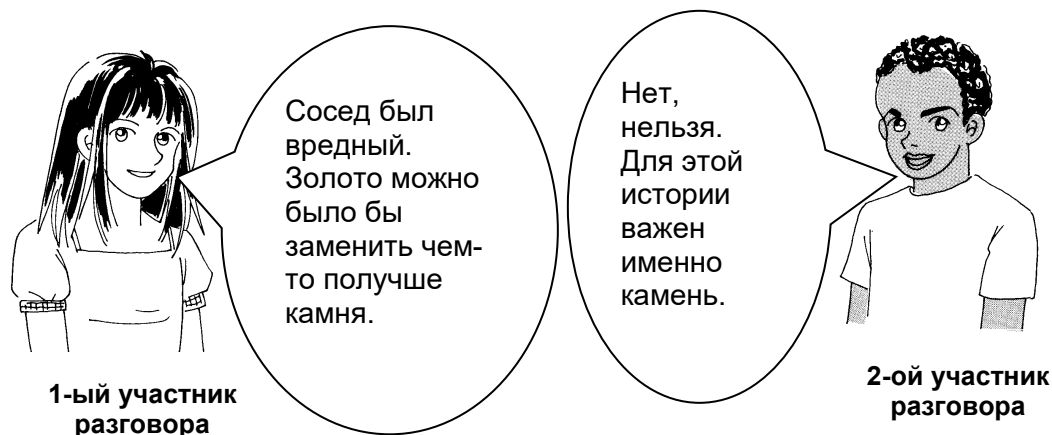 Сосед был
вредный.
Золото можно
было бы
заменить чем-
то получше
камня.
Нет,
нельзя.
Для этой
истории
важен
именно
камень.
1-ый участник
разговора
2-ой участник
разговора